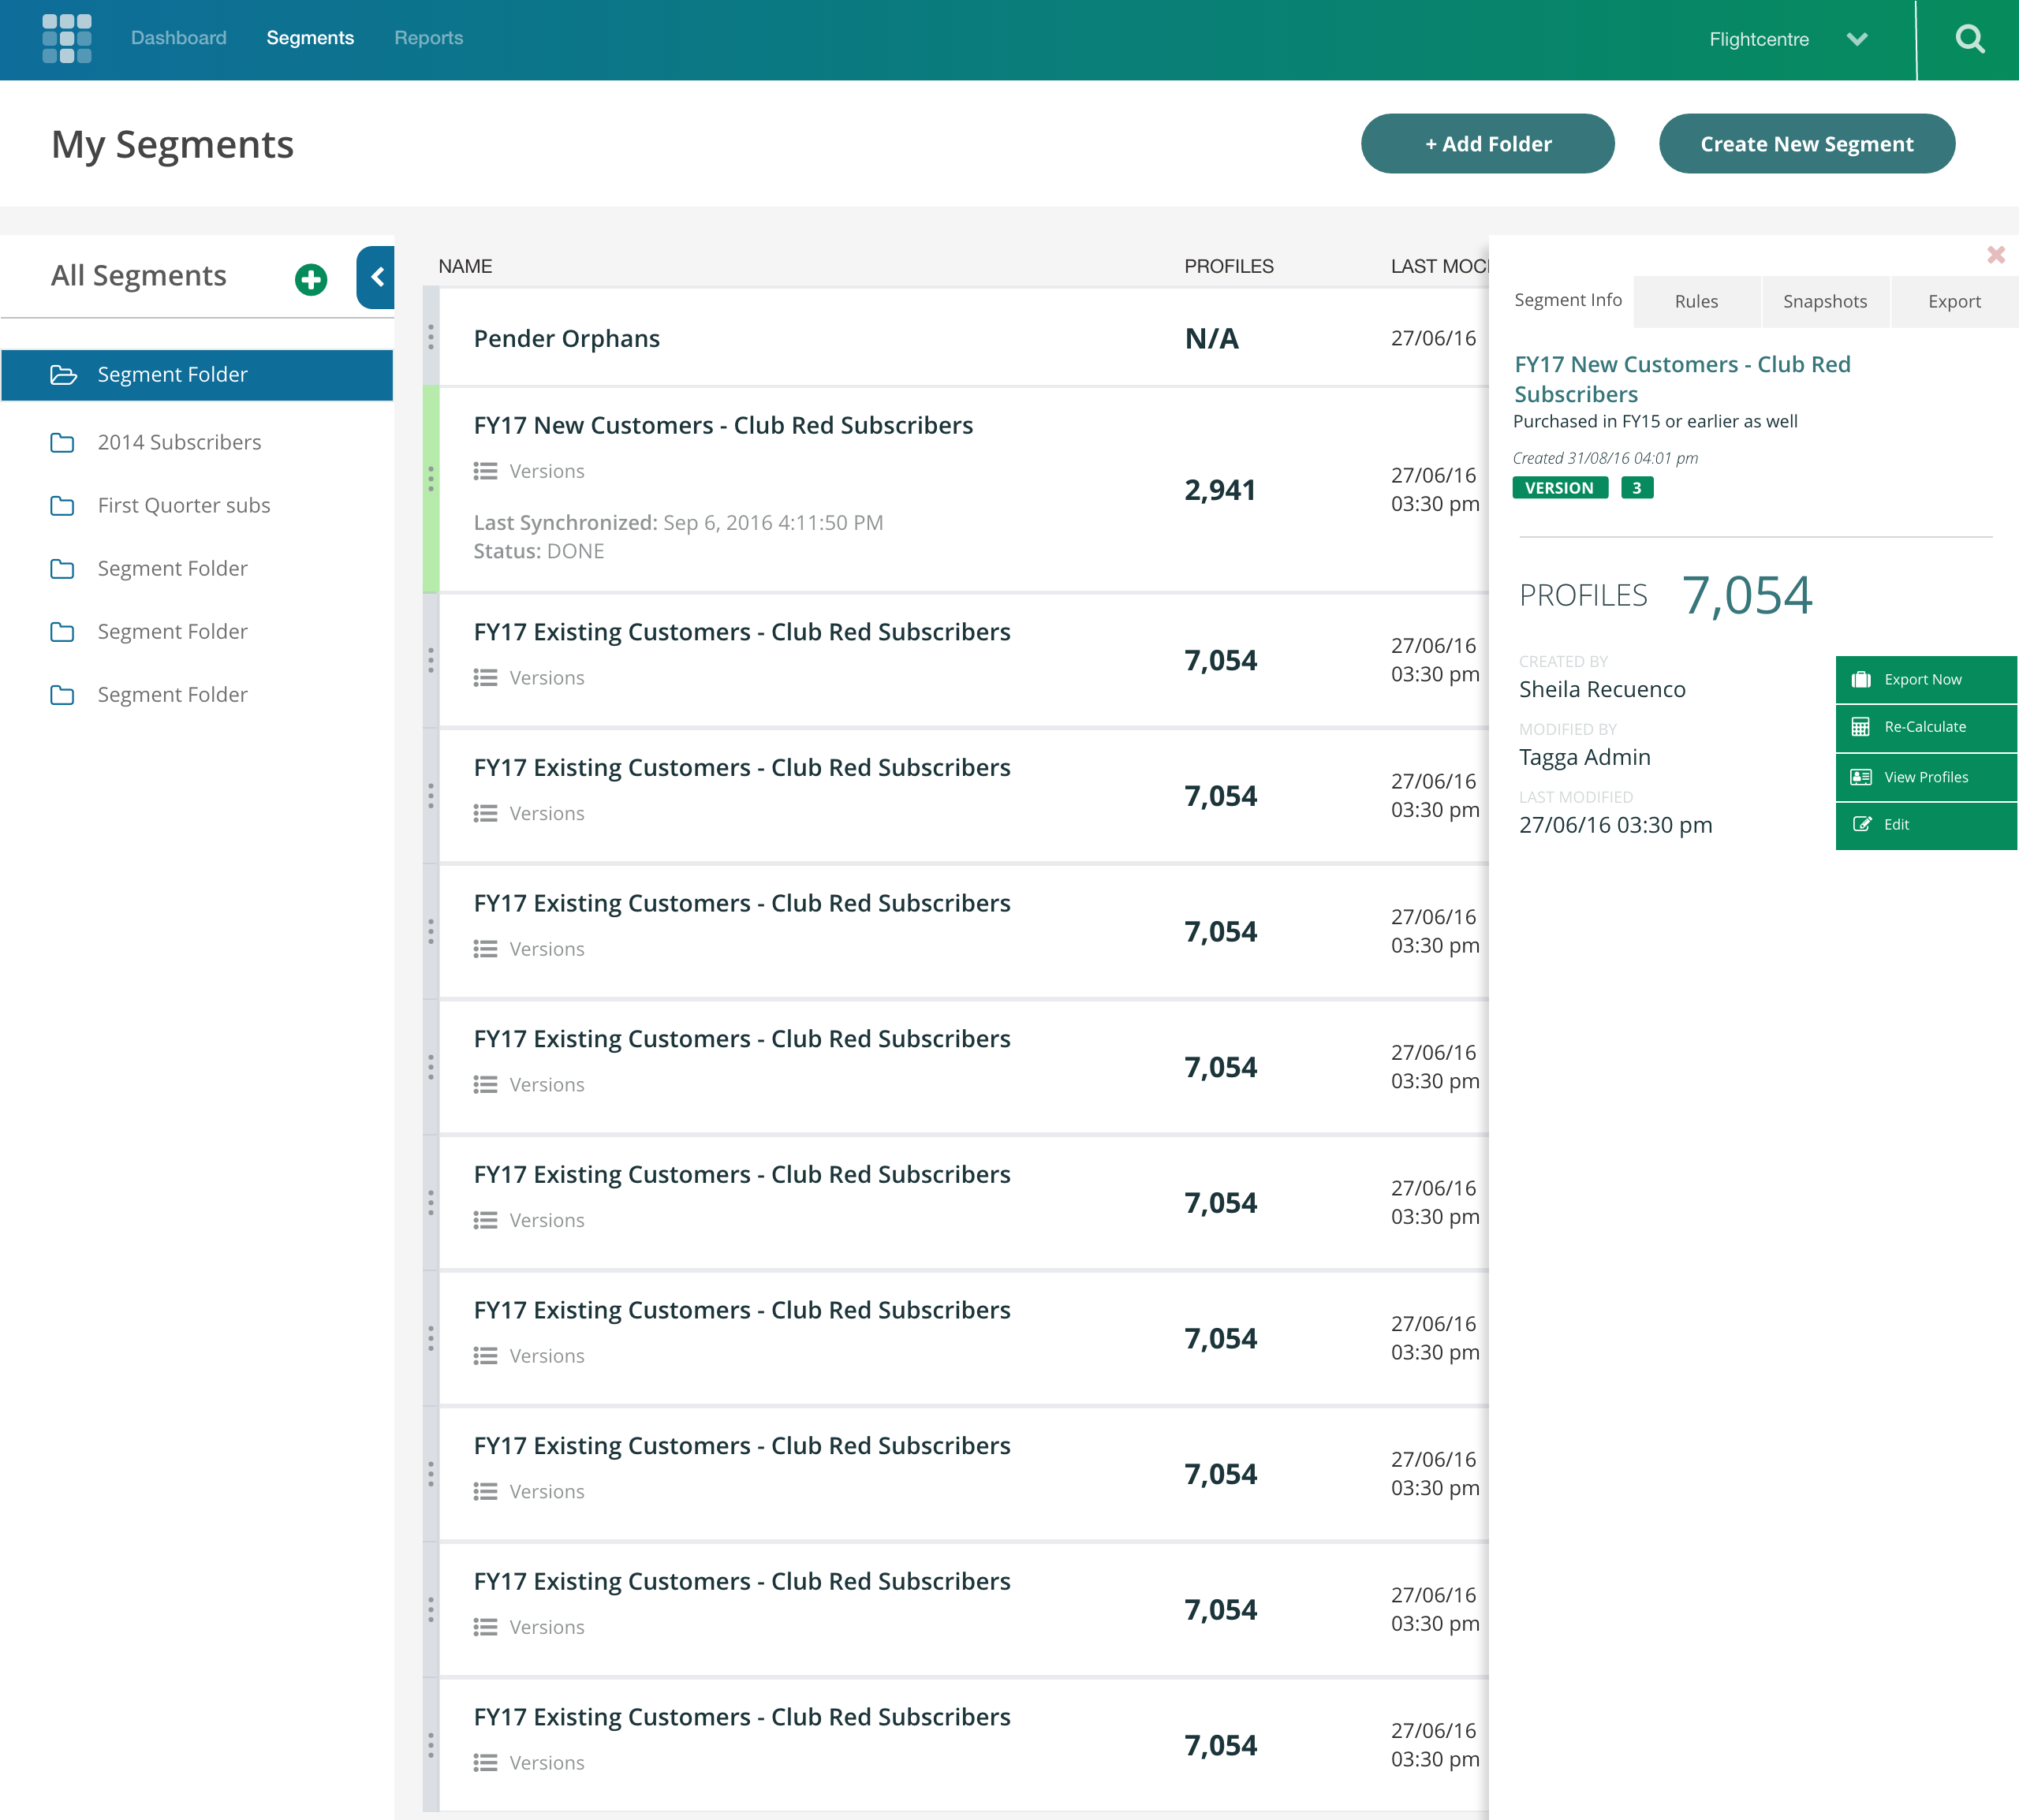 Dashboard Segments Reports Flightcentre
My Segments + Add Folder Create New Segment
All Segments
Segment Folder
2014 Subscribers
First Quorter subs
Segment Folder
Segment Folder
Segment Folder
NAME PROFILES LAST
Pender Orphans N/A 27/06/16
FY17 New Customers - Club Red Subscribers
Versions
2,941
27/06/16
03:30 pm
Last Synchronized: Sep 6, 2016 4:11:50 PM
Status: DONE
FY17 Existing Customers - Club Red Subscribers
Versions
7,054
27/06/16
03:30 pm
FY17 Existing Customers - Club Red Subscribers
Versions
7,054
27/06/16
03:30 pm
FY17 Existing Customers - Club Red Subscribers
Versions
7,054
27/06/16
03:30 pm
FY17 Existing Customers - Club Red Subscribers
Versions
7,054
27/06/16
03:30 pm
FY17 Existing Customers - Club Red Subscribers
Versions
7,054
27/06/16
03:30 pm
FY17 Existing Customers - Club Red Subscribers
Versions
7,054
27/06/16
03:30 pm
FY17 Existing Customers - Club Red Subscribers
Versions
7,054
27/06/16
03:30 pm
FY17 Existing Customers - Club Red Subscribers
Versions
7,054
27/06/16
03:30 pm
FY17 Existing Customers - Club Red Subscribers
Versions
7,054
27/06/16
03:30 pm
Segment Info Rules Snapshots Export
FY17 New Customers - Club Red
Subscribers
Purchased in FY15 or earlier as well
Created 31/08/16 04:01 pm
VERSION 3
PROFILES 7,054
CREATED BY
Sheila Recuenco
MODIFIED BY
Tagga Admin
LAST MODIFIED
27/06/16 03:30 pm
Export Now
Re-Calculate
View Profiles
Edit